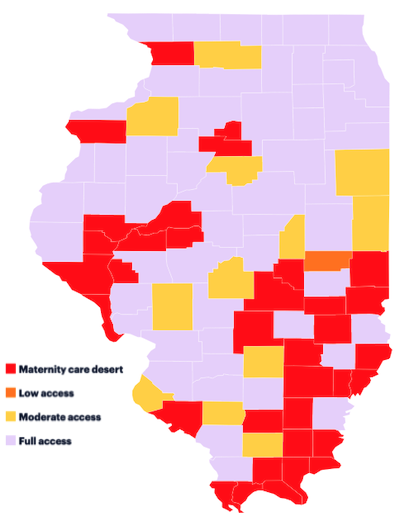 Maternity care desert
Low access
Moderate access
Full access